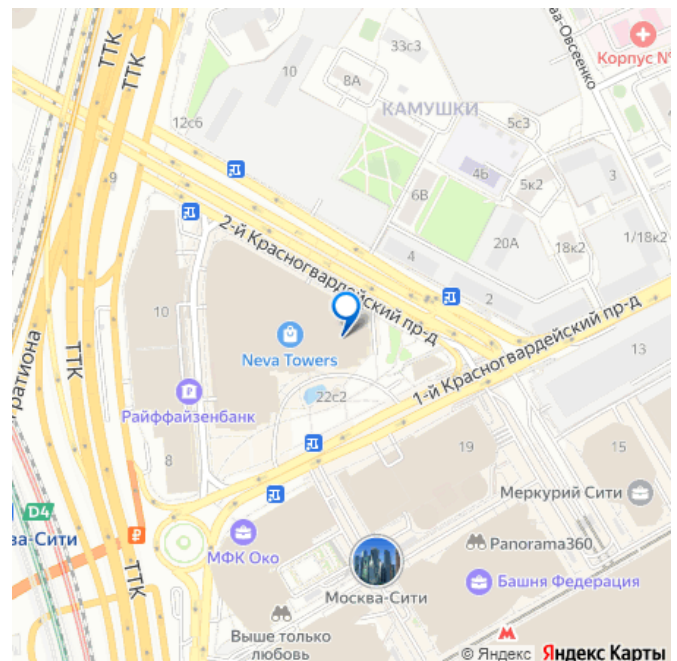 ТТК
ТТК
33с3
ва-Овсеенко
Корпус №
10
8А
КАМУШКИ
12с6
5с3
9
4б
5к2
3
6В
2-й Красногвардейский пр-д
20А
18к2
1/18к2
4
2
10
1-й Красногвардейский пр-д
13
Neva Towers
ТТК
гратиона
22с2
Райффайзенбанк
8
19
15
Меркурий Сити
D4
ва-Сити
МФК Око
Panorama360
Башня Федерация
ТТК
Москва-Сити
Выше только
любовь
© Яндекс Яндекс Карты